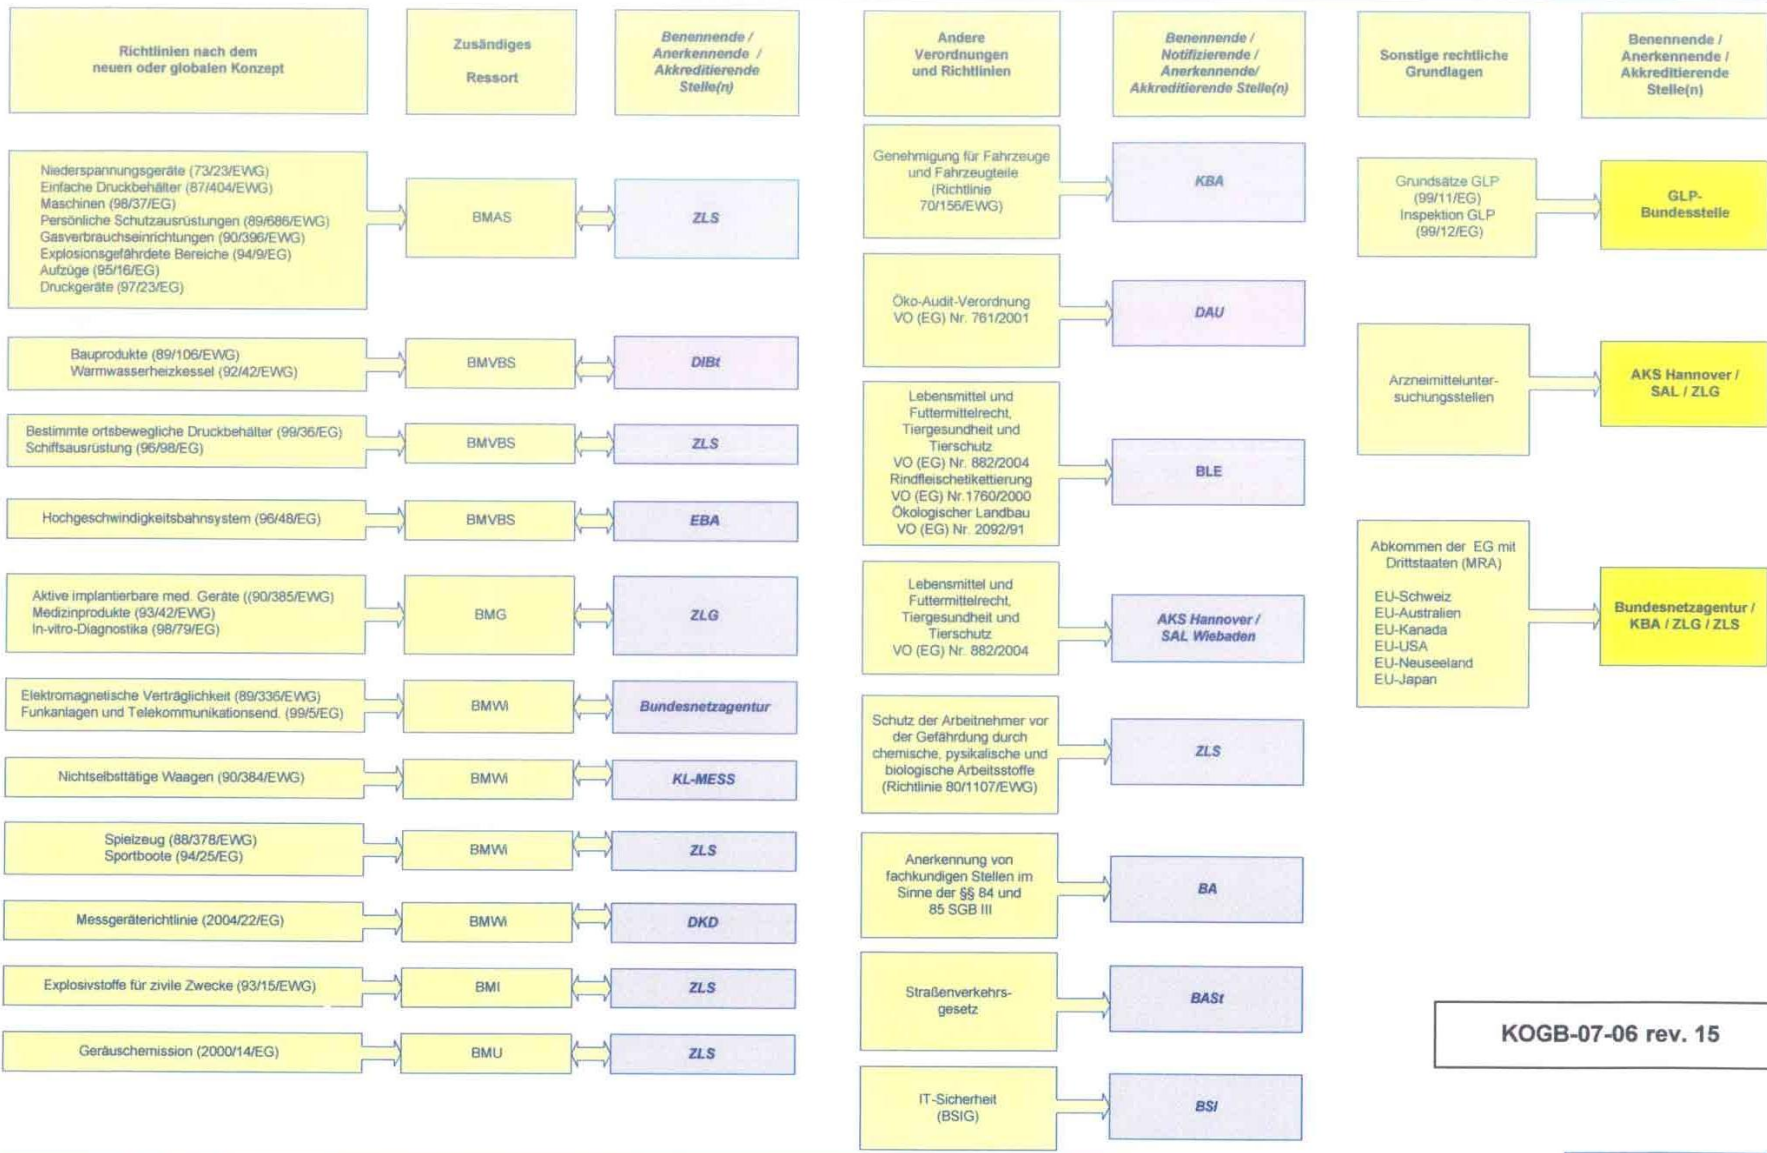 Richtlinien nach dem
neuen oder globalen Konzept
Zusändiges
Ressort
Benennende /
Anerkennende /
Akkreditierende
Stelle(n)
Niederspannungsgeräte (73/23/EWG)
Einfache Druckbehälter (87/404/EWG)
Maschinen (98/37/EG)
Persönliche Schutzausrüstungen (89/686/EWG)
Gasverbrauchseinrichtungen (90/396/EWG)
Explosionsgefährdete Bereiche (94/9/EG)
Aufzüge (95/16/EG)
Druckgeräte (97/23/EG)
BMAS
ZLS
Bauprodukte (89/106/EWG)
Warmwasserheizkessel (92/42/EWG)
BMVBS
DIBt
Bestimmte ortsbewegliche Druckbehälter (99/36/EG)
Schiffsausrüstung (96/98/EG)
BMVBS
ZLS
Hochgeschwindigkeitsbahnsystem (96/48/EG)
BMVBS
EBA
Aktive implantierbare med. Geräte ((90/385/EWG)
Medizinprodukte (93/42/EWG)
In-vitro-Diagnostika (98/79/EG)
BMG
ZLG
Elektromagnetische Verträglichkeit (89/336/EWG)
Funkanlagen und Telekommunikationsend. (99/5/EG)
BMWi
Bundesnetzagentur
Nichtselbsttätige Waagen (90/384/EWG)
BMWi
KL-MESS
Spielzeug (88/378/EWG)
Sportboote (94/25/EG)
BMWi
ZLS
Messgeräterichtlinie (2004/22/EG)
BMWi
DKD
Explosivstoffe für zivile Zwecke (93/15/EWG)
BMI
ZLS
Geräuschemission (2000/14/EG)
BMU
ZLS
Andere
Verordnungen
und Richtlinien
Benennende /
Notifizierende /
Anerkennende/
Akkreditierende Stelle(n)
Genehmigung für Fahrzeuge
und Fahrzeugteile
(Richtlinie
70/156/EWG)
KBA
Öko-Audit-Verordnung
VO (EG) Nr. 761/2001
DAU
Lebensmittel und
Futtermittelrecht,
Tiergesundheit und
Tierschutz
VO (EG) Nr. 882/2004
Rindfleischetikettierung
VO (EG) Nr.1760/2000
Ökologischer Landbau
VO (EG) Nr. 2092/91
BLE
Lebensmittel und
Futtermittelrecht,
Tiergesundheit und
Tierschutz
VO (EG) Nr. 882/2004
AKS Hannover /
SAL Wiebaden
Schutz der Arbeitnehmer vor
der Gefährdung durch
chemische, pysikalische und
biologische Arbeitsstoffe
(Richtlinie 80/1107/EWG)
ZLS
Anerkennung von
fachkundigen Stellen im
Sinne der §§ 84 und
85 SGB III
BA
Straßenverkehrs-
gesetz
BASt
IT-Sicherheit
(BSIG)
BSI
Sonstige rechtliche
Grundlagen
Benennende /
Anerkennende /
Akkreditierende
Stelle(n)
Grundsätze GLP
(99/11/EG)
Inspektion GLP
(99/12/EG)
GLP-
Bundesstelle
Arzneimittelunter-
suchungsstellen
AKS Hannover /
SAL / ZLG
Abkommen der EG mit
Drittstaaten (MRA)
EU-Schweiz
EU-Australien
EU-Kanada
EU-USA
EU-Neuseeland
EU-Japan
Bundesnetzagentur /
KBA / ZLG / ZLS
KOGB-07-06 rev. 15